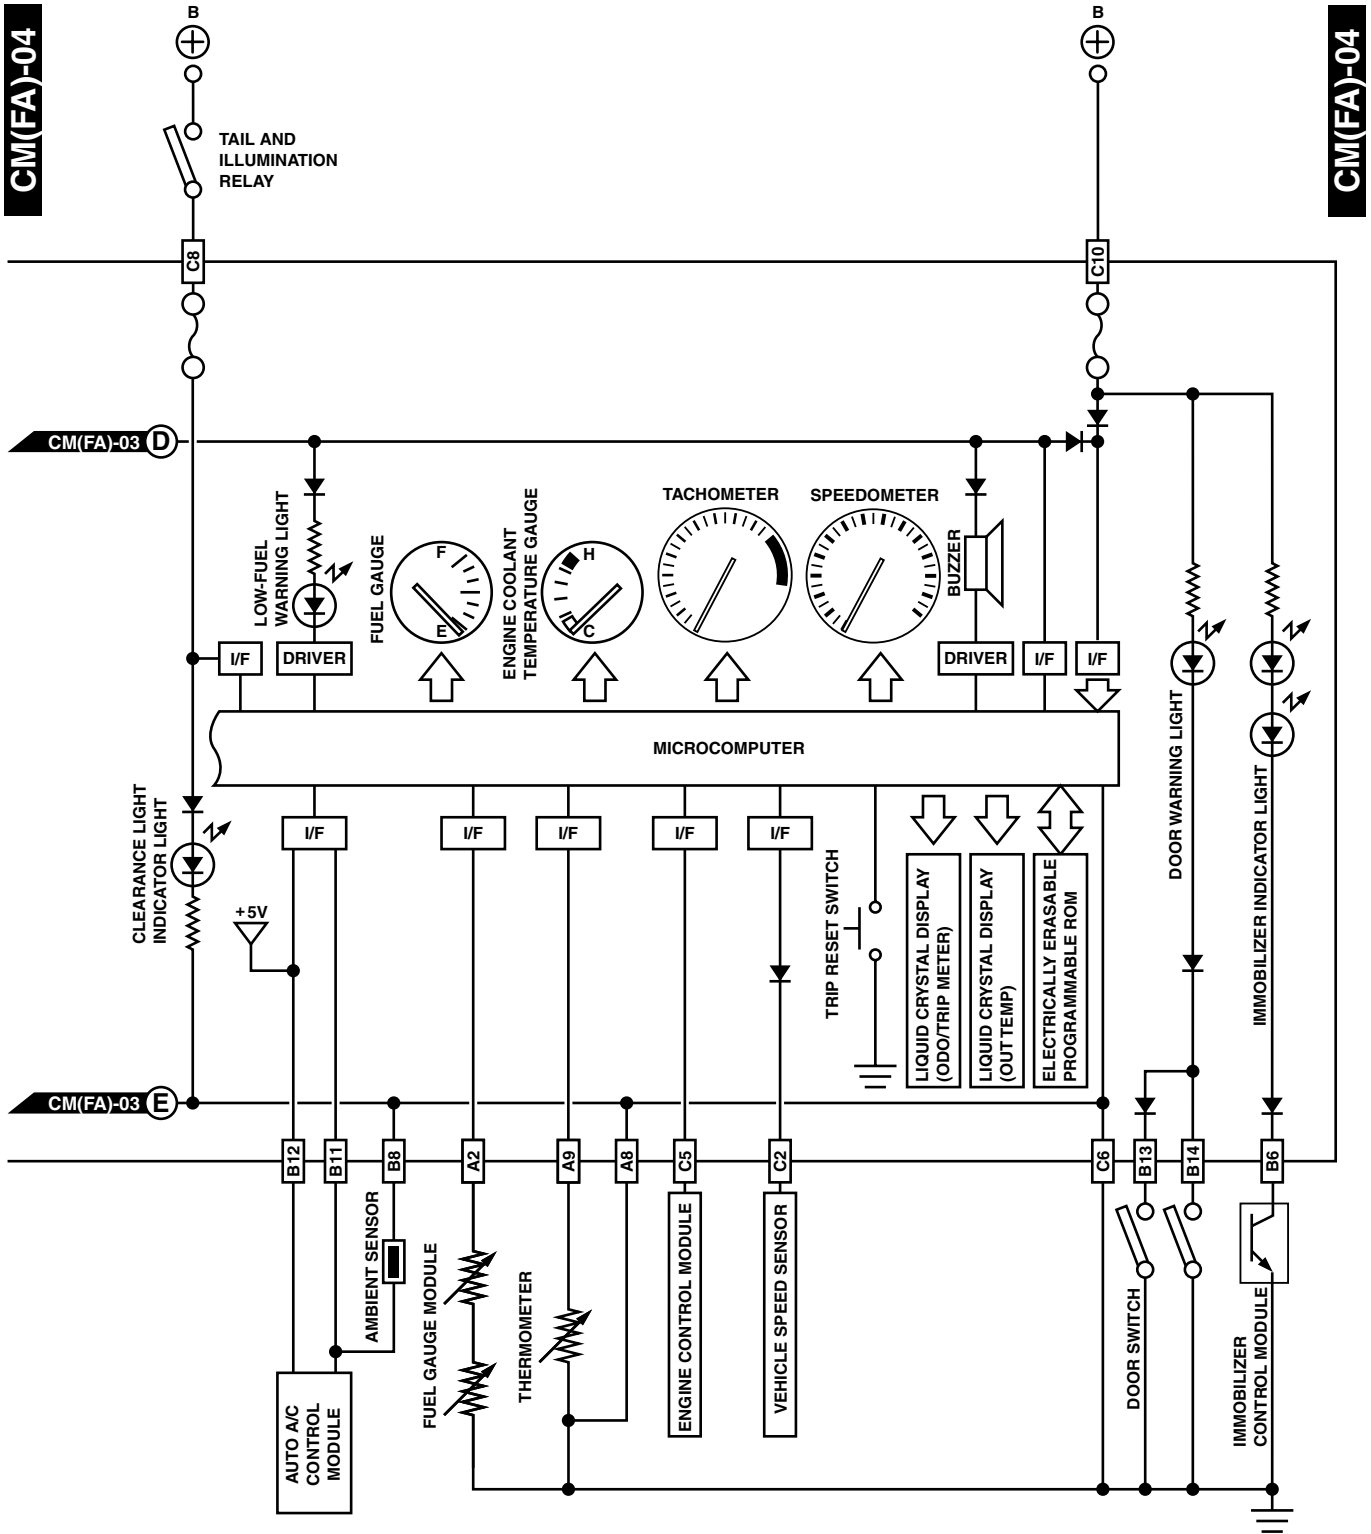 CM(FA)-04
B
B
CM(FA)-04
TAIL AND
ILLUMINATION
RELAY
C8
C10
CM(FA)-03
D
LOW-FUEL
WARNING LIGHT
FUEL GAUGE
F
E
ENGINE COOLANT
TEMPERATURE GAUGE
H
C
TACHOMETER
SPEEDOMETER
BUZZER
I/F
DRIVER
DRIVER
I/F
I/F
MICROCOMPUTER
DOOR WARNING LIGHT
IMMOBILIZER INDICATOR LIGHT
CLEARANCE LIGHT
INDICATOR LIGHT
I/F
I/F
I/F
I/F
I/F
+5V
TRIP RESET SWITCH
LIQUID CRYSTAL DISPLAY
(ODO/TRIP METER)
LIQUID CRYSTAL DISPLAY
(OUT TEMP)
ELECTRICALLY ERASABLE
PROGRAMMABLE ROM
CM(FA)-03
E
B12
B11
B8
A2
A9
A8
C5
C2
C6
B13
B14
B6
AMBIENT SENSOR
FUEL GAUGE MODULE
THERMOMETER
ENGINE CONTROL MODULE
VEHICLE SPEED SENSOR
DOOR SWITCH
IMMOBILIZER
CONTROL MODULE
AUTO A/C
CONTROL
MODULE